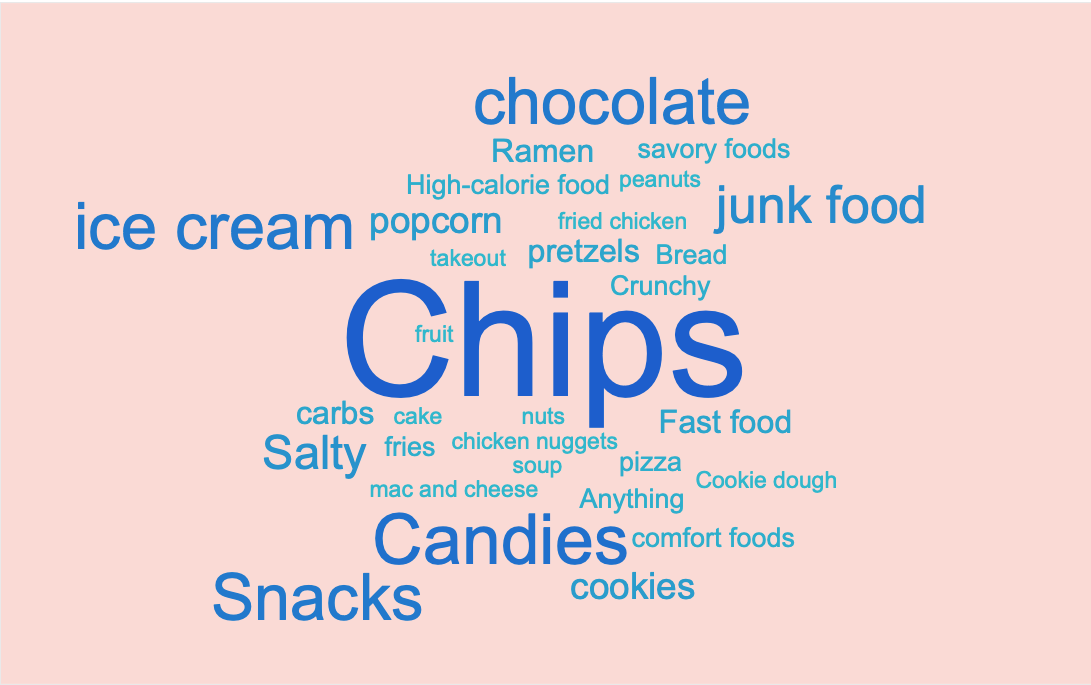 chocolate
Ramen
savory foods
High-calorie food
peanuts
junk food
ice cream
popcorn
fried chicken
takeout
pretzels
Bread
Crunchy
Chips
fruit
carbs
cake
nuts
Fast food
Salty
fries
chicken nuggets
soup
pizza
Cookie dough
mac and cheese
Anything
Candies
comfort foods
Snacks
cookies